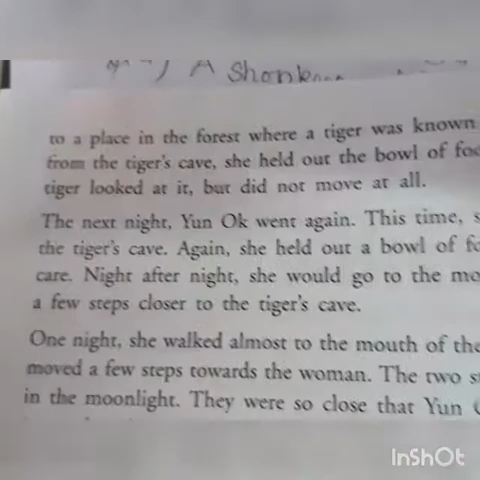 A Shonk
to a place in the forest where a tiger was known
from the tiger's cave, she held out the bowl of
tiger looked at it, but did not move at all.
The next night, Yun Ok went again. This time,
the tiger's cave. Again, she held out a bowl of
care. Night after night, she would go to the
a few steps closer to the tiger's cave.
One night, she walked almost to the mouth of the
moved a few steps towards the woman. The two
in the moonlight. They were so close that Yun
InShOt